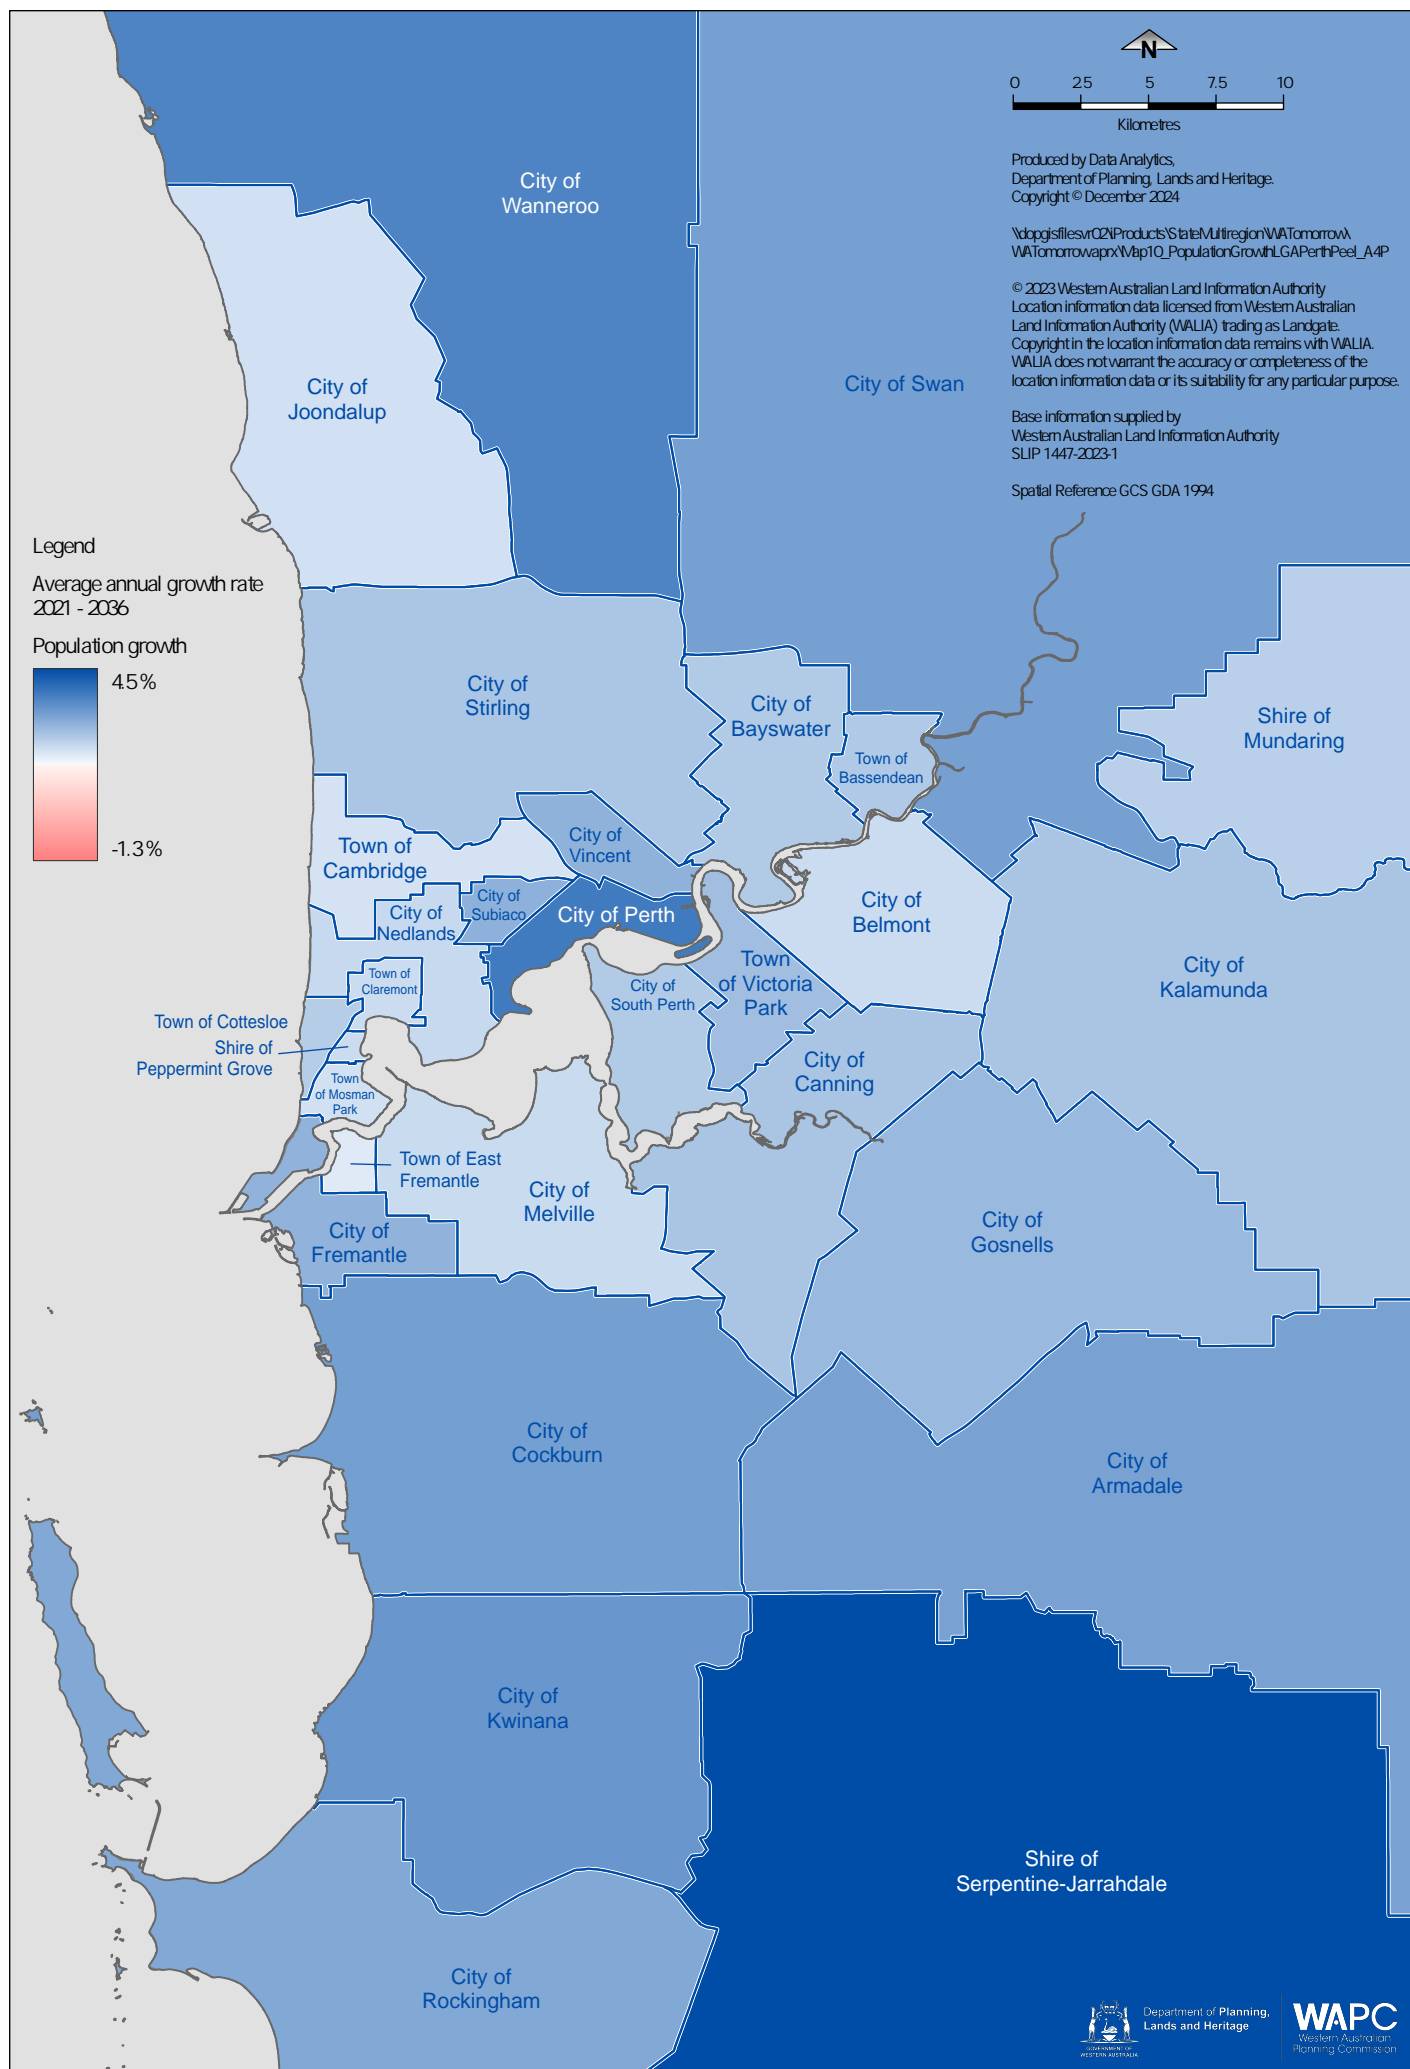 N
0 2.5 5 7.5 10
Kilometres
Produced by Data Analytics,
Department of Planning, Lands and Heritage.
Copyright © December 2024
\\dopgisfilesvr02\iProducts\StateMultiregion\WATomorrow\
WATomorrow.aprx\Map10_PopulationGrowthLGAPerthPeel_A4P
© 2023 Western Australian Land Information Authority
Location information data licensed from Western Australian
Land Information Authority (WALIA) trading as Landgate.
Copyright in the location information data remains with WALIA.
WALIA does not warrant the accuracy or completeness of the
location information data or its suitability for any particular purpose.
Base information supplied by
Western Australian Land Information Authority
SLIP 1447-2023-1
Spatial Reference GCS GDA 1994
City of
Wanneroo
City of
Joondalup
City of Swan
Legend
Average annual growth rate
2021 - 2036
Population growth
4.5%
-1.3%
City of
Stirling
City of
Bayswater
Town of
Bassendean
Shire of
Mundaring
Town of
Cambridge
City of
Vincent
City of
Subiaco
City of
Nedlands
City of Perth
City of
Belmont
Town of
Claremont
City of
South Perth
Town
of Victoria
Park
City of
Kalamunda
Town of Cottesloe
Shire of
Peppermint Grove
Town
of Mosman
Park
City of
Canning
Town of East
Fremantle
City of
Melville
City of
Fremantle
City of
Gosnells
City of
Cockburn
City of
Armadale
City of
Kwinana
Shire of
Serpentine-Jarrahdale
City of
Rockingham
GOVERNMENT OF
WESTERN AUSTRALIA
Department of Planning,
Lands and Heritage
WAPC
Western Australian
Planning Commission